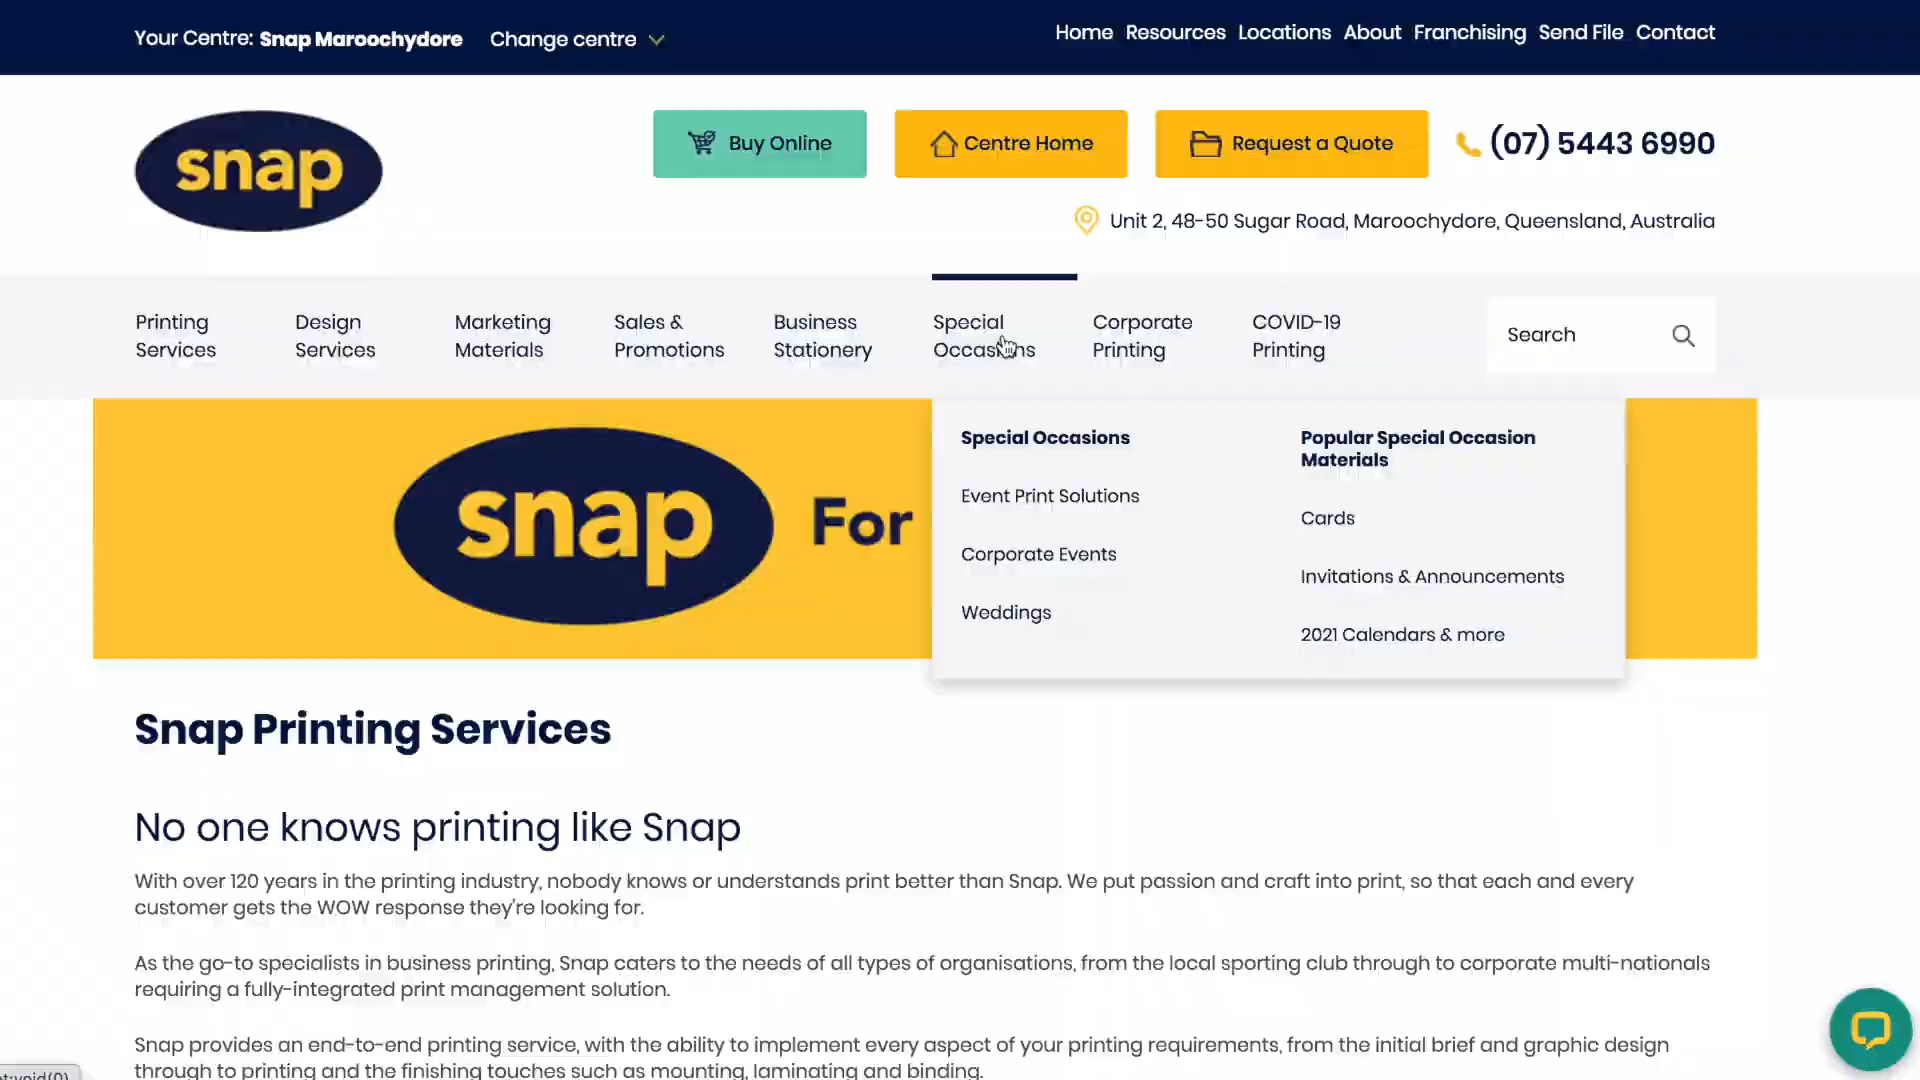 Your Centre: Snap Maroochydore Change centre
Home Resources Locations About Franchising Send File Contact
snap
Buy Online
Centre Home
Request a Quote
(07) 5443 6990
Unit 2, 48-50 Sugar Road, Maroochydore, Queensland, Australia
Printing
Services
Design
Services
Marketing
Materials
Sales &
Promotions
Business
Stationery
Special
Occasions
Corporate
Printing
COVID-19
Printing
Search
snap For
Special Occasions
Event Print Solutions
Corporate Events
Weddings
Popular Special Occasion
Materials
Cards
Invitations & Announcements
2021 Calendars & more
Snap Printing Services
No one knows printing like Snap
With over 120 years in the printing industry, nobody knows or understands print better than Snap. We put passion and craft into print, so that each and every
customer gets the WOW response they're looking for.
As the go-to specialists in business printing, Snap caters to the needs of all types of organisations, from the local sporting club through to corporate multi-nationals
requiring a fully-integrated print management solution.
Snap provides an end-to-end printing service, with the ability to implement every aspect of your printing requirements, from the initial brief and graphic design
through to printing and the finishing touches such as mounting, laminating and binding.